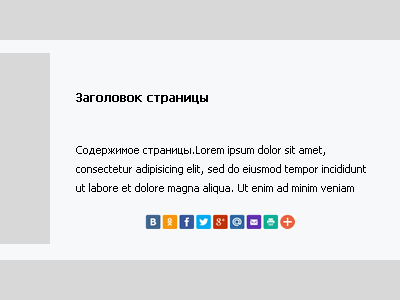 Заголовок страницы
Содержимое страницы.Lorem ipsum dolor sit amet,
consectetur adipisicing elit, sed do eiusmod tempor incididunt
ut labore et dolore magna aliqua. Ut enim ad minim veniam